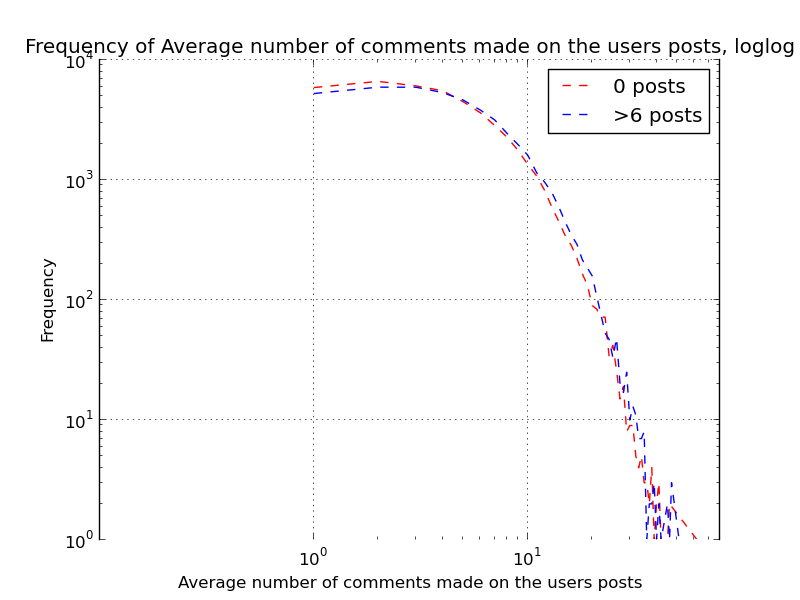 Frequency of Average number of comments made on the users posts, loglog
10^4
0 posts
>6 posts
10^3
10^2
10^1
10^0
Frequency
10^0 10^1
Average number of comments made on the users posts